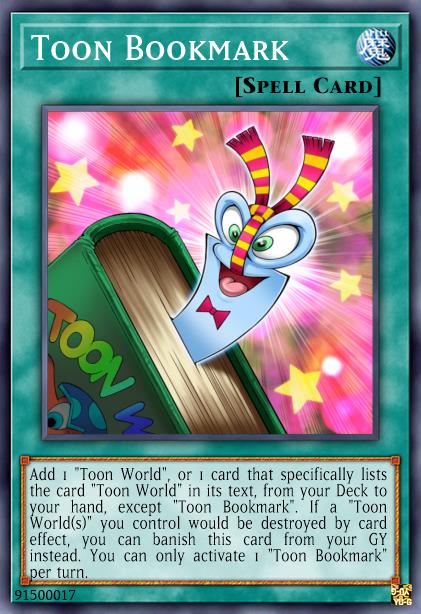 Toon Bookmark
魔
[Spell Card]
TOON W
Add 1 "Toon World", or 1 card that specifically lists
the card "Toon World" in its text, from your Deck to
your hand, except "Toon Bookmark". If a "Toon
World(s)" you control would be destroyed by card
effect, you can banish this card from your GY
instead. You can only activate 1 "Toon Bookmark"
per turn.
91500017